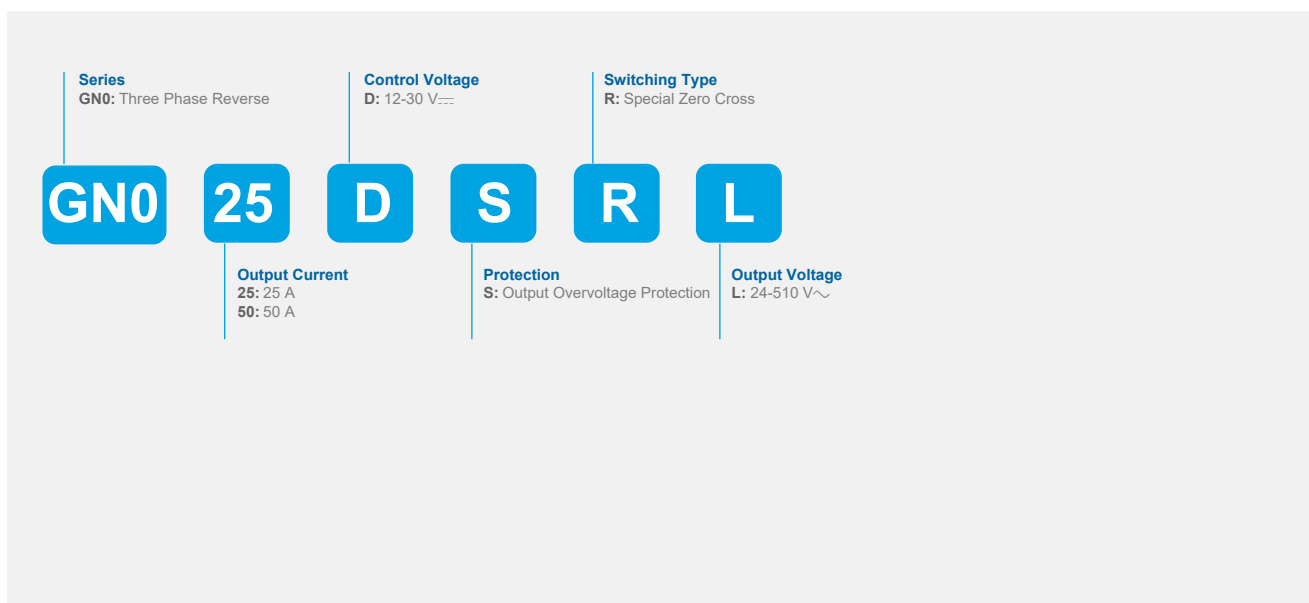 Series
GN0: Three Phase Reverse
Control Voltage
D: 12-30 V⎓
Switching Type
R: Special Zero Cross
GN0 25 D S R L
Output Current
25: 25 A
50: 50 A
Protection
S: Output Overvoltage Protection
Output Voltage
L: 24-510 V∿